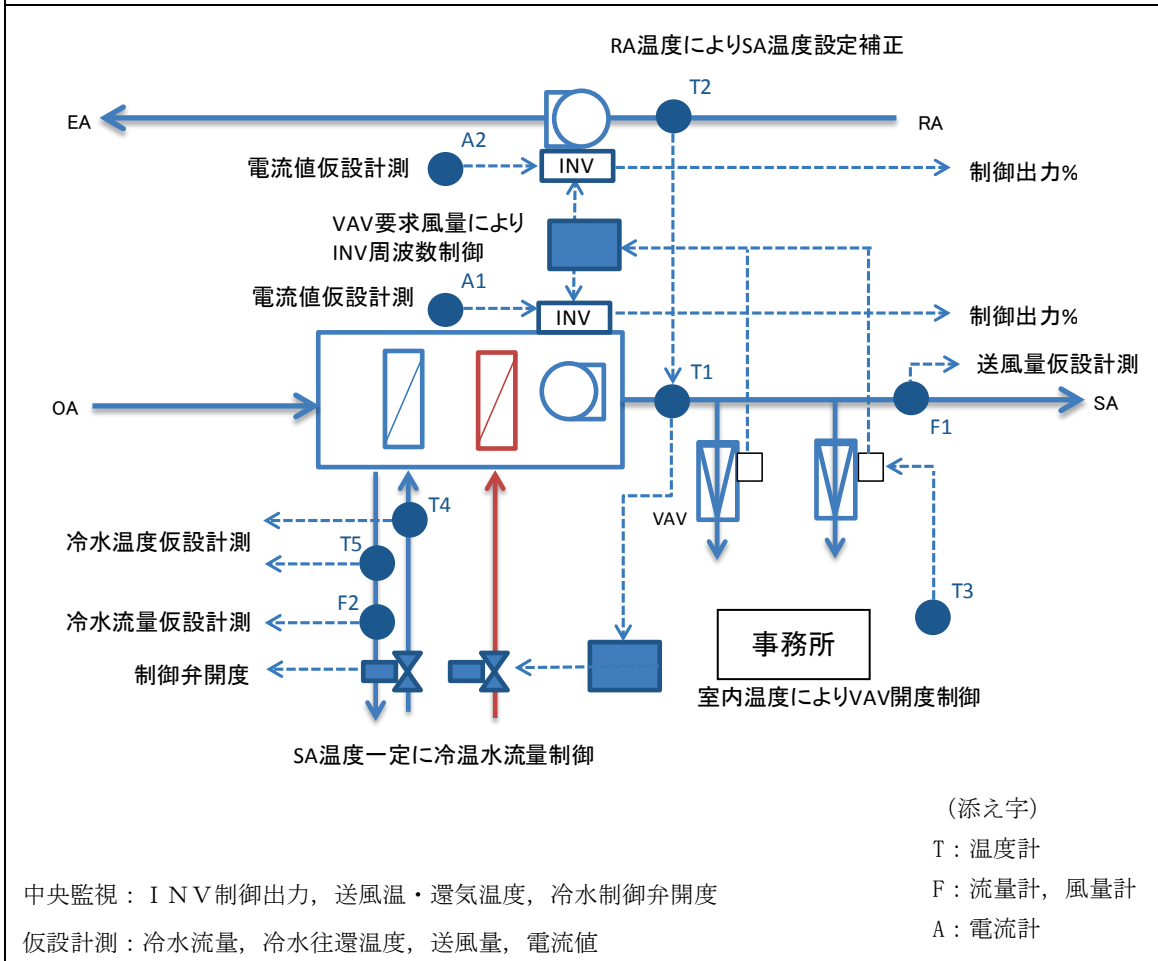 RA温度によりSA温度設定補正
T2
EA
RA
A2
電流値仮設計測
INV
制御出力%
VAV要求風量により
INV周波数制御
A1
電流値仮設計測
INV
制御出力%
送風量仮設計測
T1
OA
SA
F1
T4
VAV
冷水温度仮設計測
T5
T3
F2
冷水流量仮設計測
事務所
制御弁開度
室内温度によりVAV開度制御
SA温度一定に冷温水流量制御
(添え字)
T：温度計
中央監視：ＩＮＶ制御出力，送風温・還気温度，冷水制御弁開度
F：流量計，風量計
仮設計測：冷水流量，冷水往還温度，送風量，電流値
A：電流計